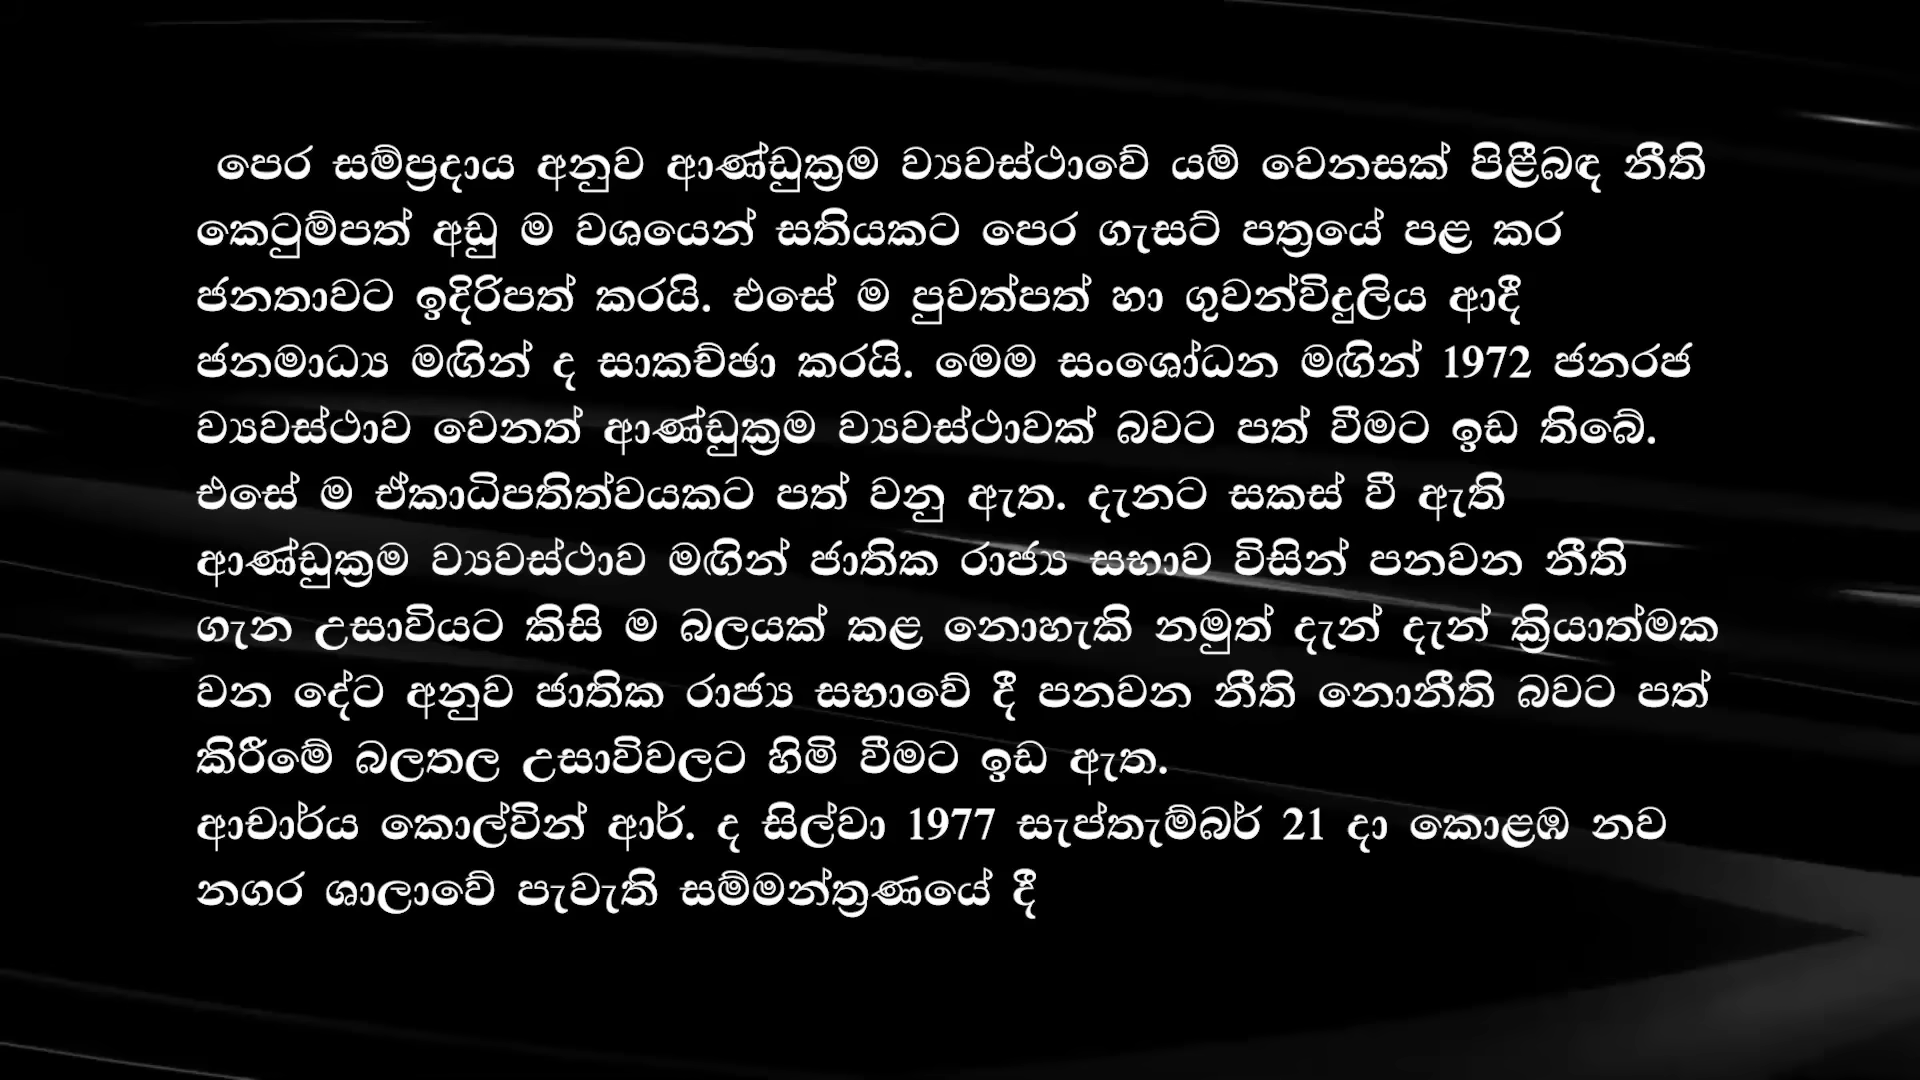 පෙර සම්ප්‍රදාය අනුව ආණ්ඩුක්‍රම ව්‍යවස්ථාවේ යම් වෙනසක් පිළීබඳ නීති
කෙටුම්පත් අඩු ම වශයෙන් සතියකට පෙර ගැසට් පත්‍රයේ පළ කර
ජනතාවට ඉදිරිපත් කරයි. එසේ ම පුවත්පත් හා ගුවන්විදුලිය ආදී
ජනමාධ්‍ය මඟින් ද සාකච්ඡා කරයි. මෙම සංශෝධන මඟින් 1972 ජනරජ
ව්‍යවස්ථාව වෙනත් ආණ්ඩුක්‍රම ව්‍යවස්ථාවක් බවට පත් වීමට ඉඩ තිබේ.
එසේ ම ඒකාධිපතිත්වයකට පත් වනු ඇත. දැනට සකස් වී ඇති
ආණ්ඩුක්‍රම ව්‍යවස්ථාව මඟින් ජාතික රාජ්‍ය සභාව විසින් පනවන නීති
ගැන උසාවියට කිසි ම බලයක් කළ නොහැකි නමුත් දැන් දැන් ක්‍රියාත්මක
වන දේට අනුව ජාතික රාජ්‍ය සභාවේ දී පනවන නීති නොනීති බවට පත්
කිරීමේ බලතල උසාවිවලට හිමි වීමට ඉඩ ඇත.
ආචාර්ය කොල්වින් ආර්. ද සිල්වා 1977 සැප්තැම්බර් 21 දා කොළඹ නව
නගර ශාලාවේ පැවැති සම්මන්ත්‍රණයේ දී